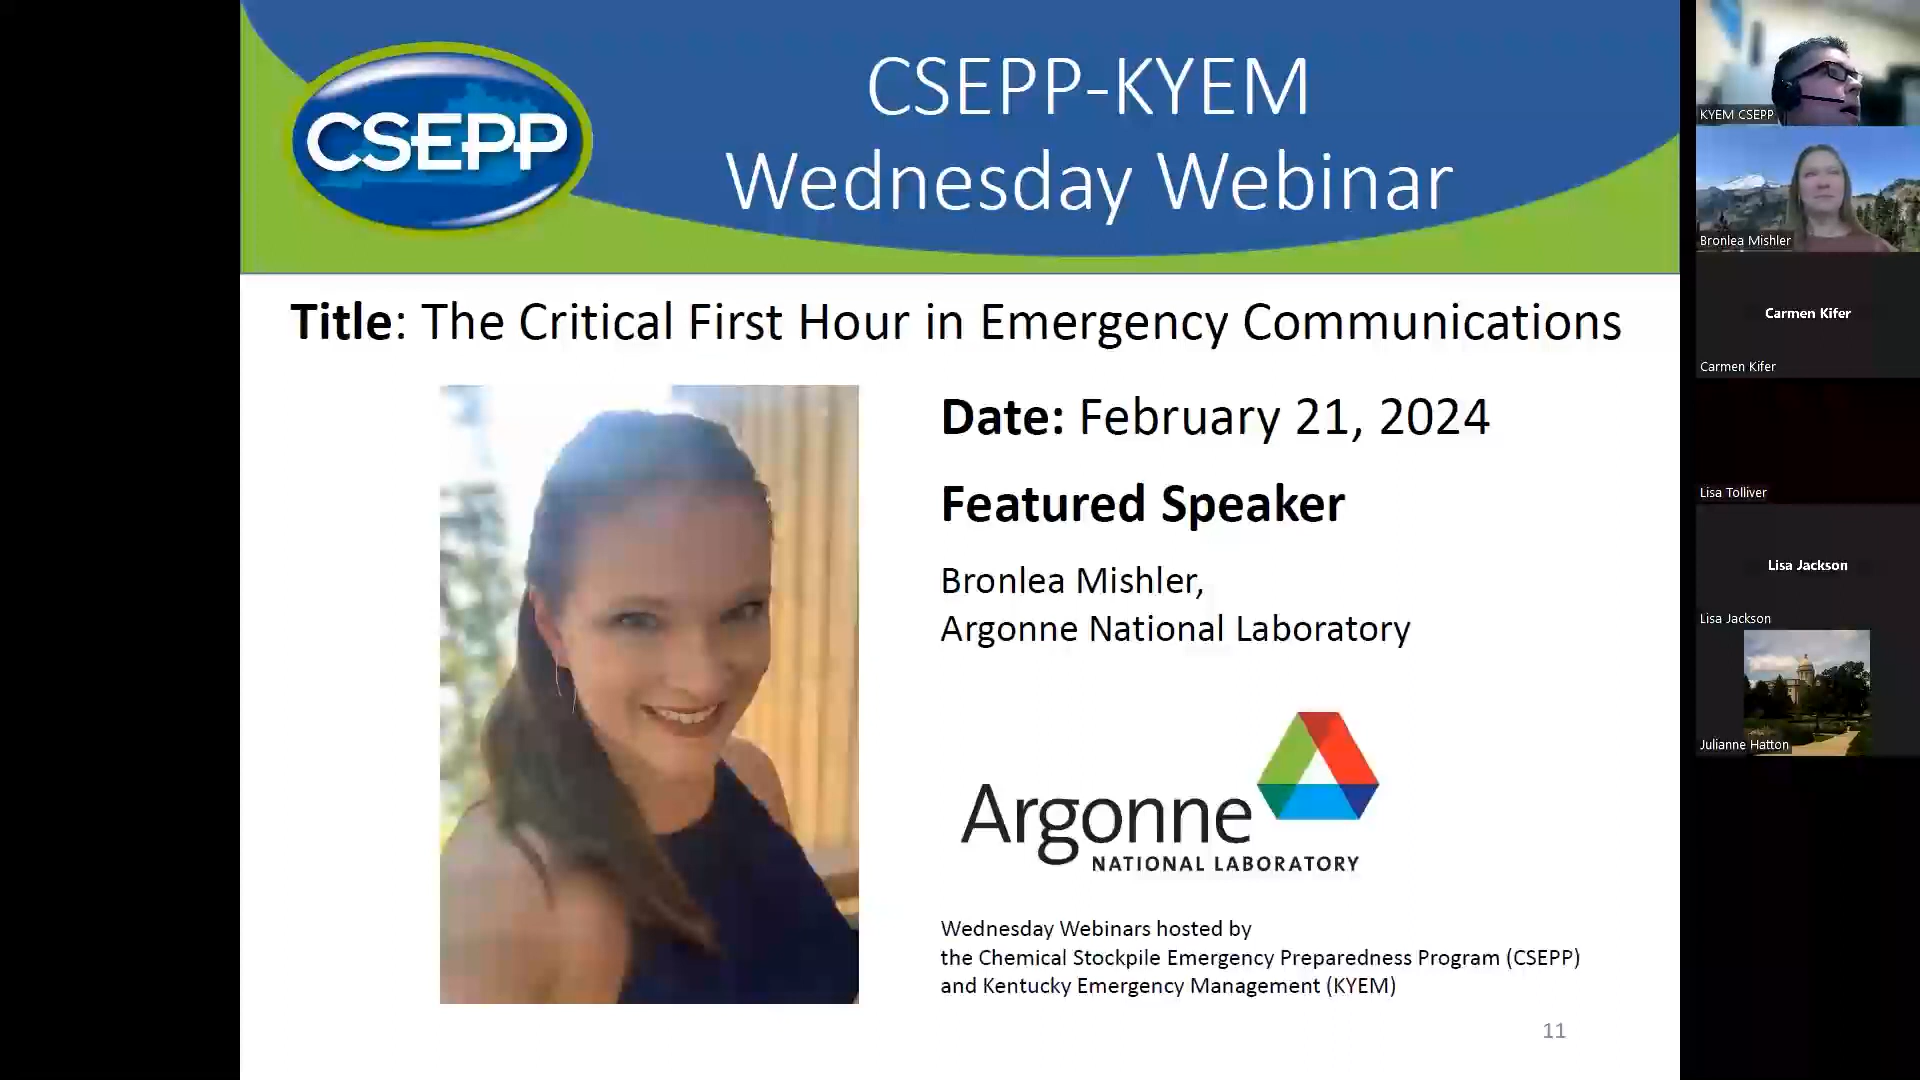 CSEPP
CSEPP-KYEM
Wednesday Webinar
Title: The Critical First Hour in Emergency Communications
Date: February 21, 2024
Featured Speaker
Bronlea Mishler,
Argonne National Laboratory
Argonne
NATIONAL LABORATORY
Wednesday Webinars hosted by
the Chemical Stockpile Emergency Preparedness Program (CSEPP)
and Kentucky Emergency Management (KYEM)
11
KYEM CSEPP
Bronlea Mishler
Carmen Kifer
Carmen Kifer
Lisa Tolliver
Lisa Jackson
Lisa Jackson
Julianne Hatton